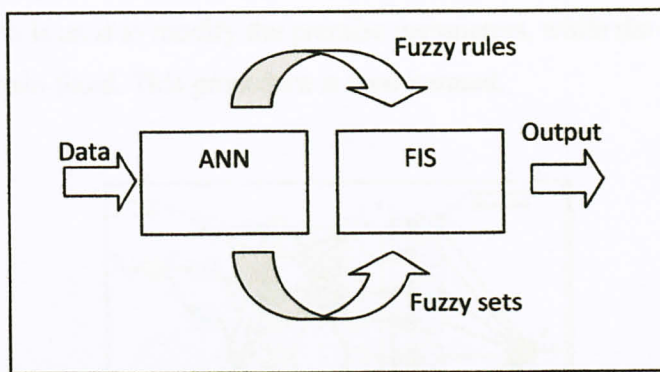 Fuzzy rules
Data
ANN
FIS
Output
Fuzzy sets